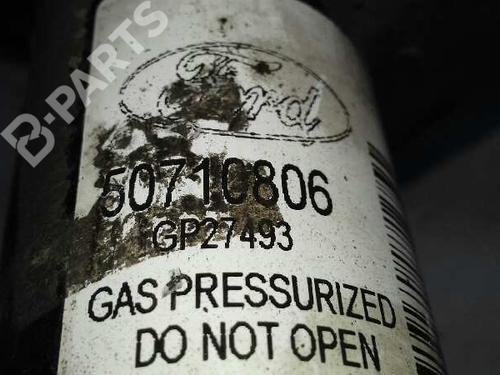 B-PARTS
Ford
50710806
GP27493
GAS PRESSURIZED
DO NOT OPEN